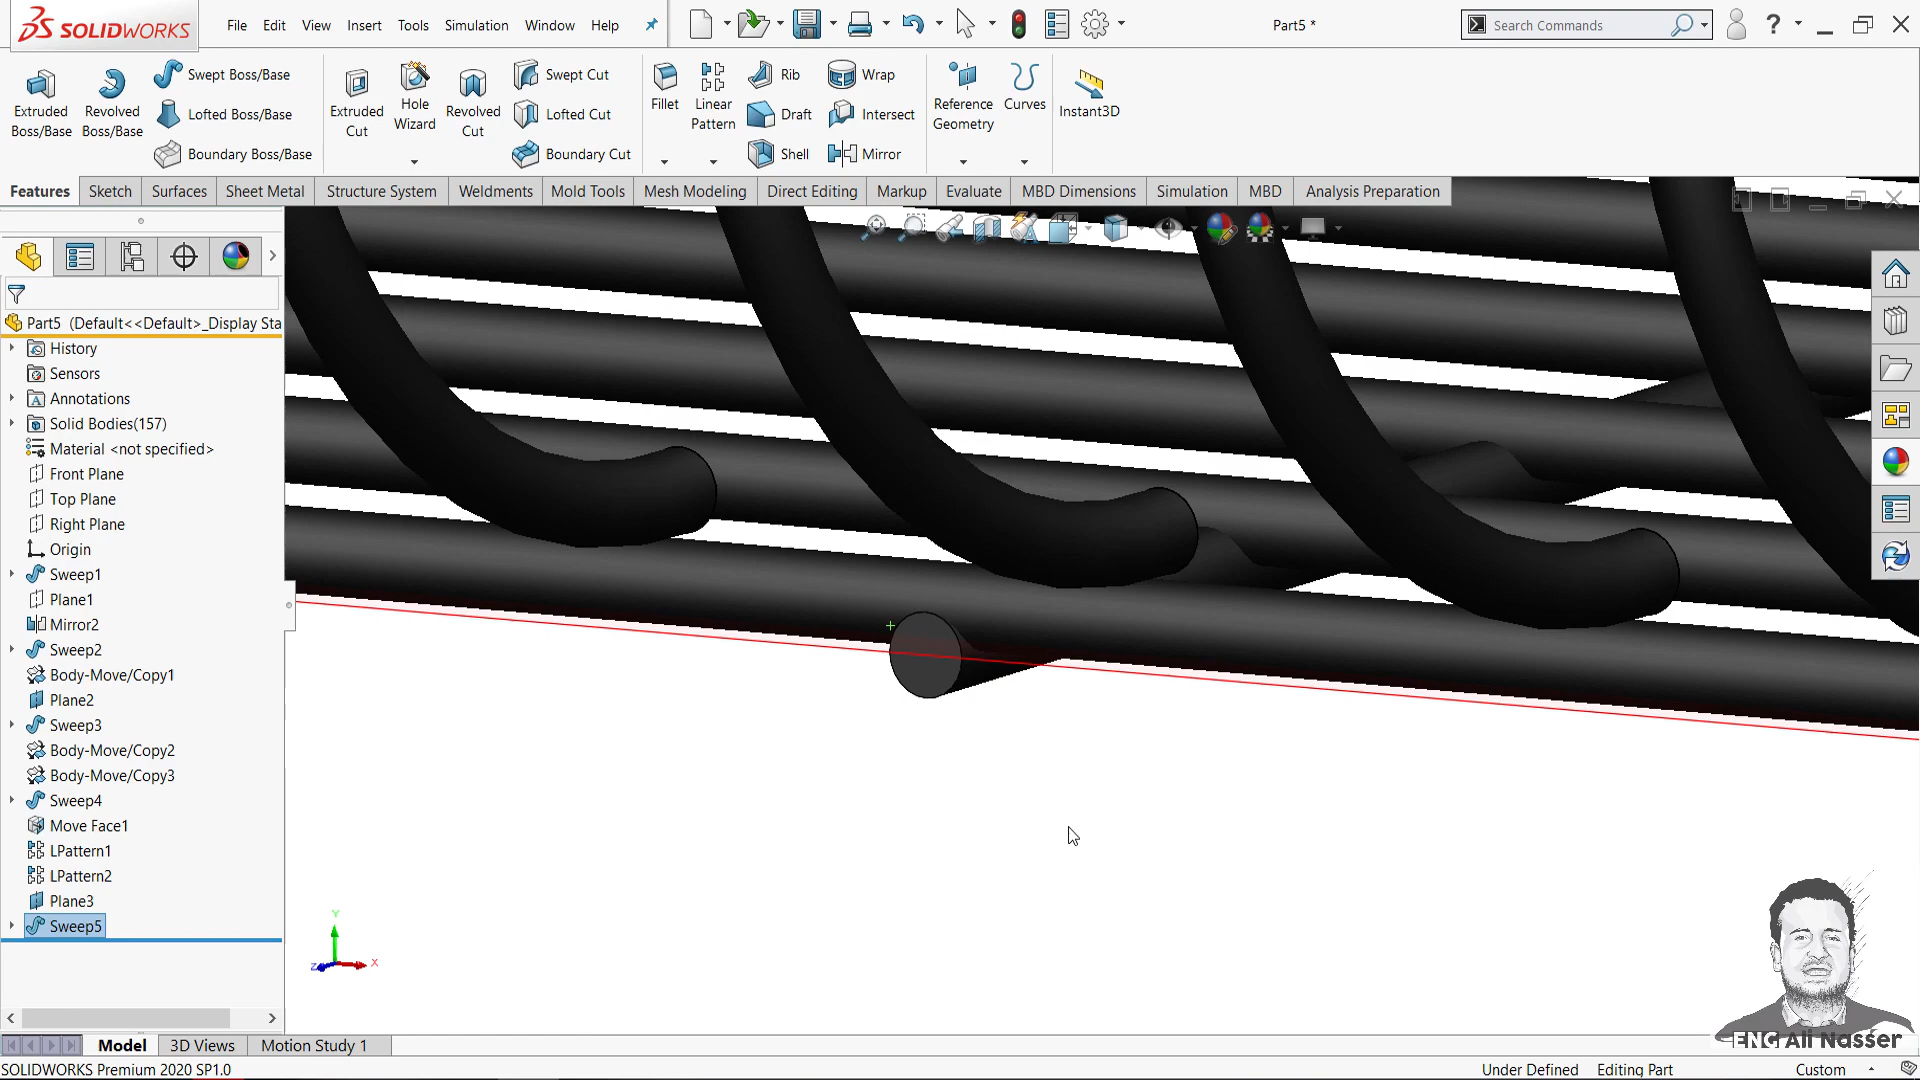 SOLIDWORKS File Edit View Insert Tools Simulation Window Help Part5 * Search Commands ?
Extruded Boss/Base
Revolved Boss/Base
Swept Boss/Base
Lofted Boss/Base
Boundary Boss/Base
Extruded Cut
Hole Wizard
Revolved Cut
Swept Cut
Lofted Cut
Boundary Cut
Fillet
Linear Pattern
Rib
Draft
Shell
Wrap
Intersect
Mirror
Reference Geometry
Curves
Instant3D
Features Sketch Surfaces Sheet Metal Structure System Weldments Mold Tools Mesh Modeling Direct Editing Markup Evaluate MBD Dimensions Simulation MBD Analysis Preparation
Part5 (Default<<Default>_Display Sta
History
Sensors
Annotations
Solid Bodies(157)
Material <not specified>
Front Plane
Top Plane
Right Plane
Origin
Sweep1
Plane1
Mirror2
Sweep2
Body-Move/Copy1
Plane2
Sweep3
Body-Move/Copy2
Body-Move/Copy3
Sweep4
Move Face1
LPattern1
LPattern2
Plane3
Sweep5
Y
Z X
ENG Ali Nasser
Model 3D Views Motion Study 1
SOLIDWORKS Premium 2020 SP1.0 Under Defined Editing Part Custom